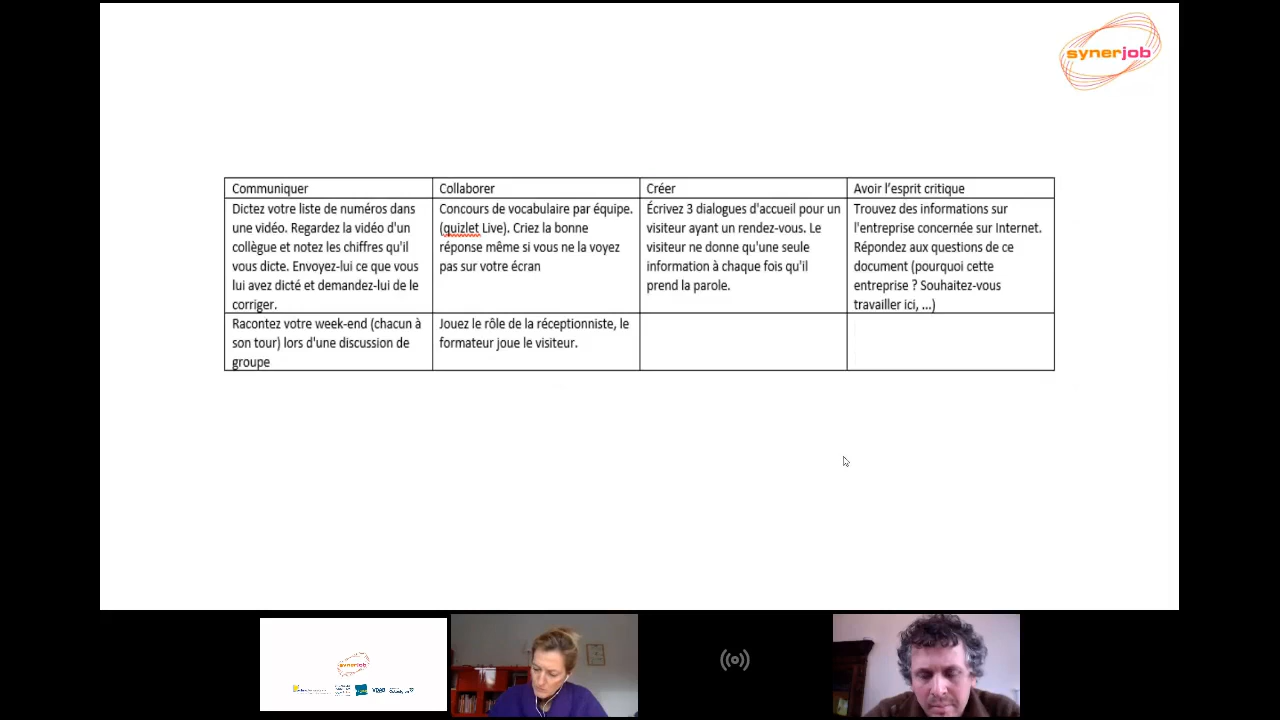 synerjob
Communiquer
Collaborer
Créer
Avoir l'esprit critique
Dictez votre liste de numéros dans
une vidéo. Regardez la vidéo d'un
collègue et notez les chiffres qu'il
vous dicte. Envoyez-lui ce que vous
lui avez dicté et demandez-lui de le
corriger.
Concours de vocabulaire par équipe.
(quizlet Live). Criez la bonne
réponse même si vous ne la voyez
pas sur votre écran
Écrivez 3 dialogues d'accueil pour un
visiteur ayant un rendez-vous. Le
visiteur ne donne qu'une seule
information à chaque fois qu'il
prend la parole.
Trouvez des informations sur
l'entreprise concernée sur Internet.
Répondez aux questions de ce
document (pourquoi cette
entreprise ? Souhaitez-vous
travailler ici, ...)
Racontez votre week-end (chacun à
son tour) lors d'une discussion de
groupe
Jouez le rôle de la réceptionniste, le
formateur joue le visiteur.
synerjob